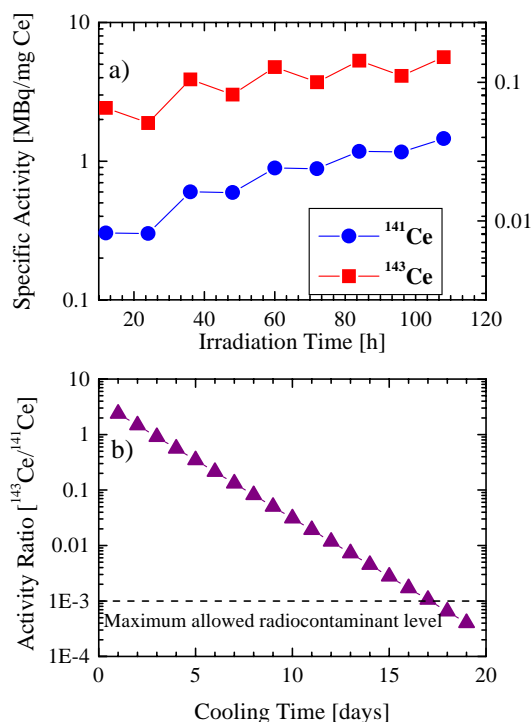 10
a)
0.1
1
0.01
0.1
Specific Activity [MBq/mg Ce]
¹⁴¹Ce
¹⁴³Ce
20 40 60 80 100 120
Irradiation Time [h]
10
b)
1
0.1
0.01
1E-3
1E-4
Activity Ratio [¹⁴³Ce/¹⁴¹Ce]
Maximum allowed radiocontaminant level
0 5 10 15 20
Cooling Time [days]